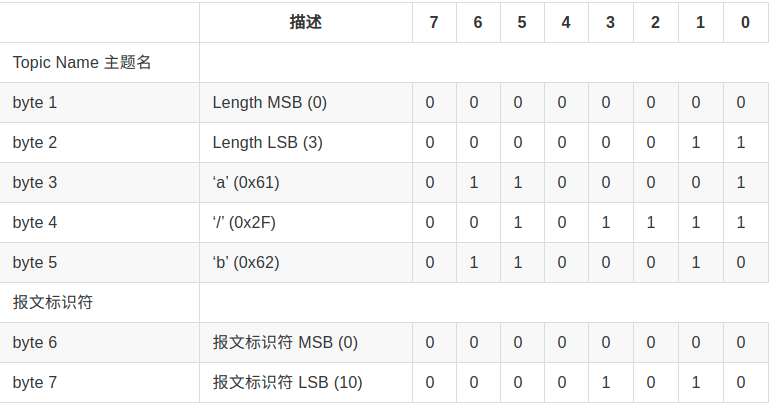 描述 7 6 5 4 3 2 1 0
Topic Name 主题名
byte 1 Length MSB (0) 0 0 0 0 0 0 0 0
byte 2 Length LSB (3) 0 0 0 0 0 0 1 1
byte 3 ‘a’ (0x61) 0 1 1 0 0 0 0 1
byte 4 ‘/’ (0x2F) 0 0 1 0 1 1 1 1
byte 5 ‘b’ (0x62) 0 1 1 0 0 0 1 0
报文标识符
byte 6 报文标识符 MSB (0) 0 0 0 0 0 0 0 0
byte 7 报文标识符 LSB (10) 0 0 0 0 1 0 1 0